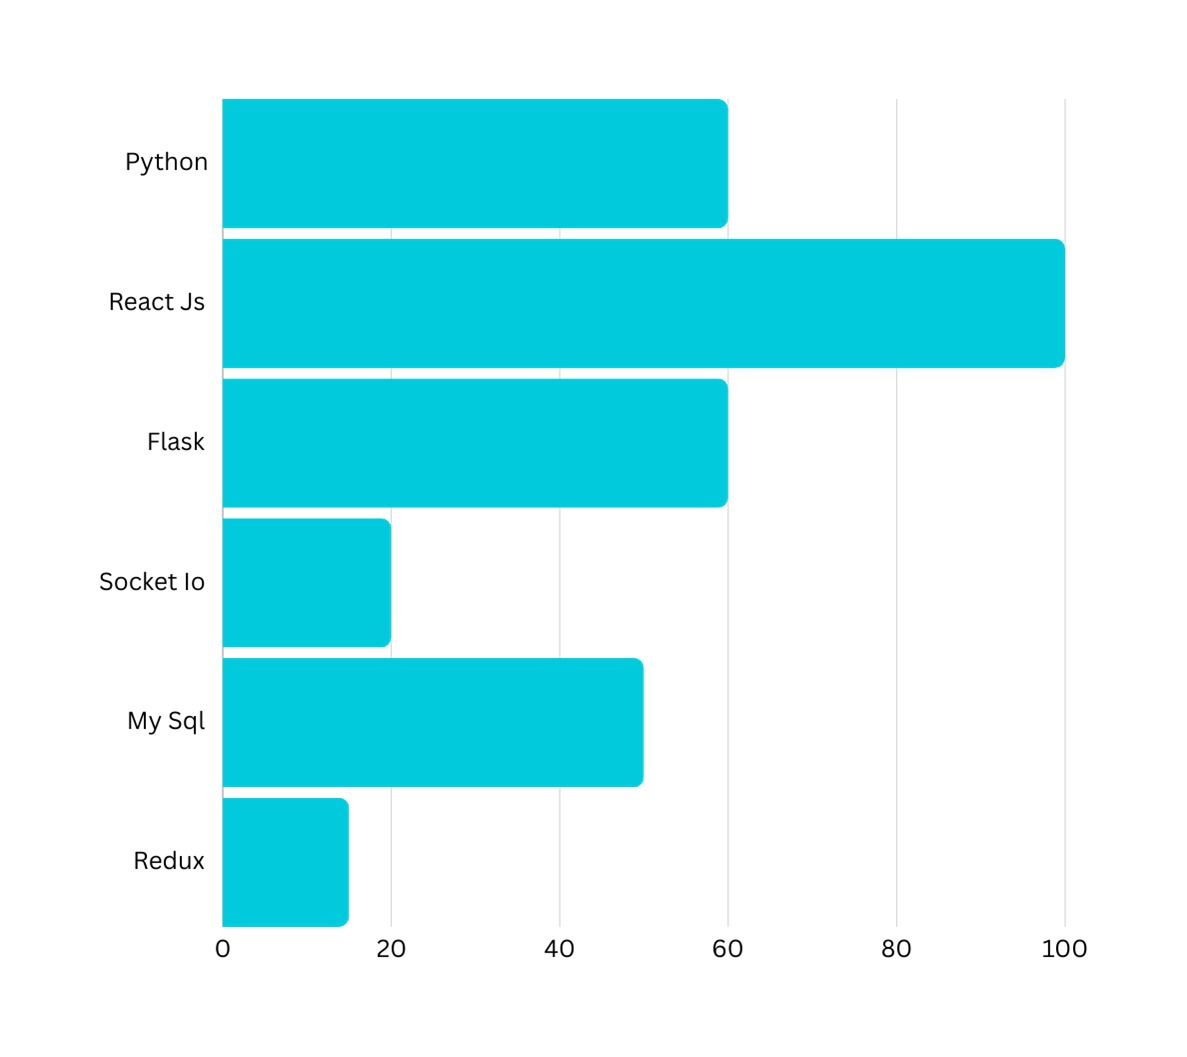 Python
React Js
Flask
Socket Io
My Sql
Redux
0 20 40 60 80 100